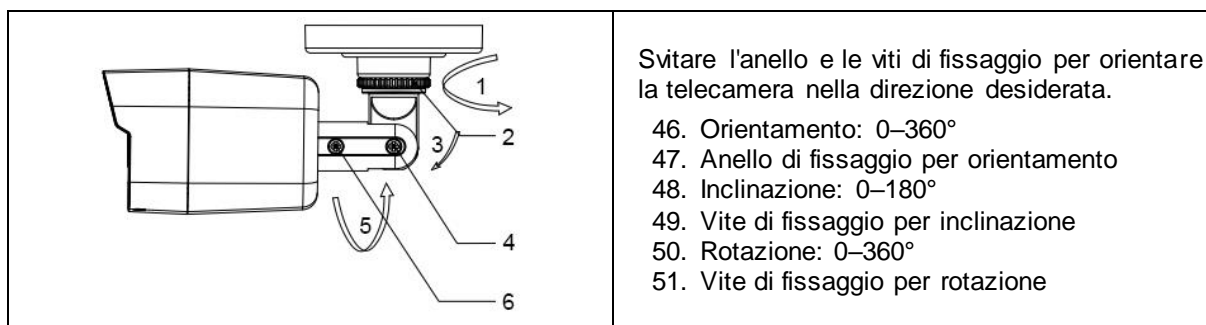 1
2
3
4
5
6
Svitare l'anello e le viti di fissaggio per orientare
la telecamera nella direzione desiderata.
46. Orientamento: 0–360°
47. Anello di fissaggio per orientamento
48. Inclinazione: 0–180°
49. Vite di fissaggio per inclinazione
50. Rotazione: 0–360°
51. Vite di fissaggio per rotazione